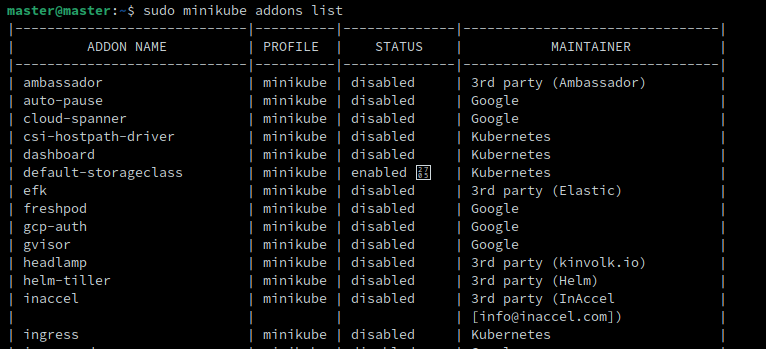 master@master:~$ sudo minikube addons list
|-----------------------------|----------|--------------|--------------------------------|
| ADDON NAME | PROFILE | STATUS | MAINTAINER |
|-----------------------------|----------|--------------|--------------------------------|
| ambassador | minikube | disabled | 3rd party (Ambassador) |
| auto-pause | minikube | disabled | Google |
| cloud-spanner | minikube | disabled | Google |
| csi-hostpath-driver | minikube | disabled | Kubernetes |
| dashboard | minikube | disabled | Kubernetes |
| default-storageclass | minikube | enabled ✅ | Kubernetes |
| efk | minikube | disabled | 3rd party (Elastic) |
| freshpod | minikube | disabled | Google |
| gcp-auth | minikube | disabled | Google |
| gvisor | minikube | disabled | Google |
| headlamp | minikube | disabled | 3rd party (kinvolk.io) |
| helm-tiller | minikube | disabled | 3rd party (Helm) |
| inaccel | minikube | disabled | 3rd party (InAccel |
| | | | [info@inaccel.com]) |
| ingress | minikube | disabled | Kubernetes |